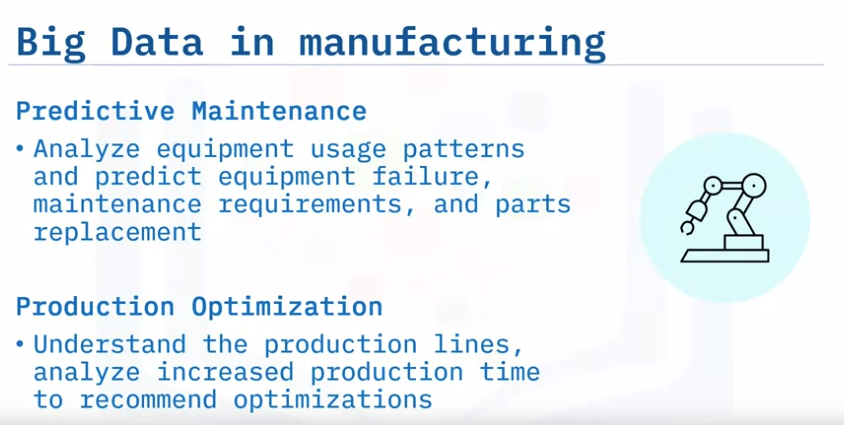 Big Data in manufacturing
Predictive Maintenance
• Analyze equipment usage patterns
and predict equipment failure,
maintenance requirements, and parts
replacement
Production Optimization
• Understand the production lines,
analyze increased production time
to recommend optimizations